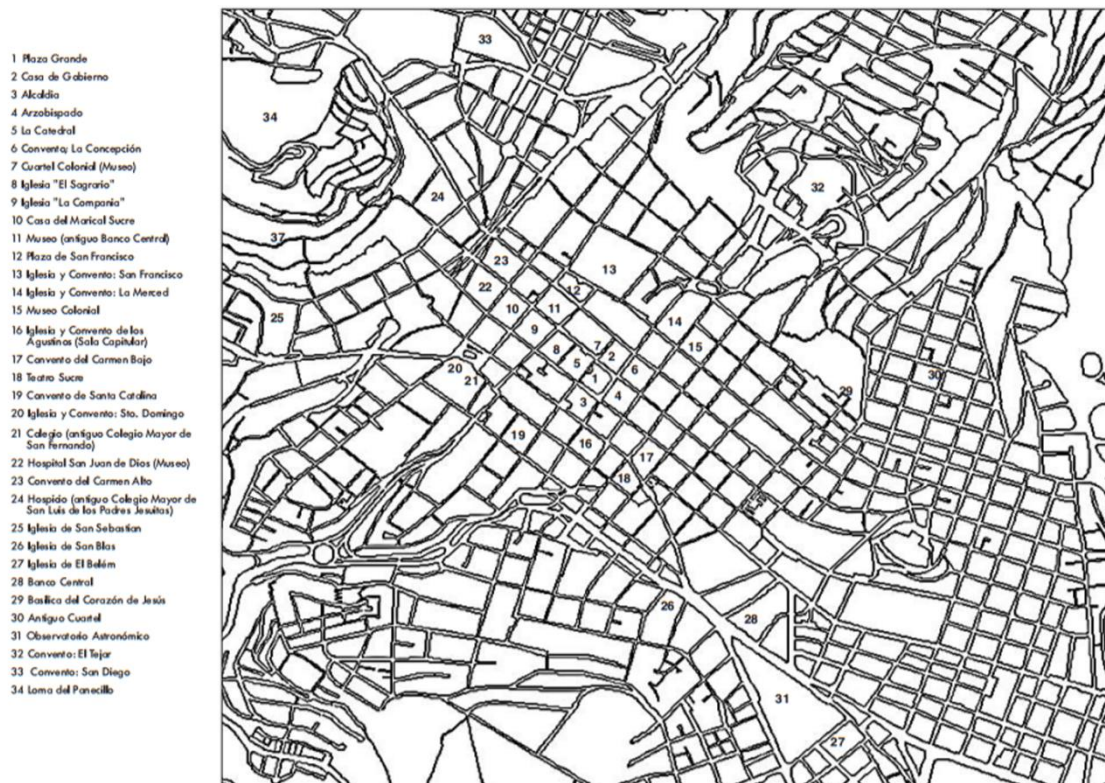 1 Plaza Grande
2 Casa de Gobierno
3 Alcaldia
4 Arzobispado
5 La Catedral
6 Convento; La Concepción
7 Cuartel Colonial (Museo)
8 Iglesia "El Sagrario"
9 Iglesia "La Compania"
10 Casa del Marical Sucre
11 Museo (antiguo Banco Central)
12 Plaza de San Francisco
13 Iglesia y Convento: San Francisco
14 Iglesia y Convento: La Merced
15 Museo Colonial
16 Iglesia y Convento de los
Agustinos (Sala Capitular)
17 Convento del Carmen Bajo
18 Teatro Sucre
19 Convento de Santa Catalina
20 Iglesia y Convento: Sto. Domingo
21 Colegio (antiguo Colegio Mayor de
San Fernando)
22 Hospital San Juan de Dios (Museo)
23 Convento del Carmen Alto
24 Hospicio (antiguo Colegio Mayor de
San Luis de los Padres Jesuitas)
25 Iglesia de San Sebastian
26 Iglesia de San Blas
27 Iglesia de El Belém
28 Banco Central
29 Basilica del Corazón de Jesús
30 Antiguo Cuartel
31 Observatorio Astronómico
32 Convento: El Tejar
33 Convento: San Diego
34 Loma del Panecillo
33
34
32
24
37
23
13
22
12
10
11
25
14
9
15
7
8
2
5
6
20
30
21
1
29
4
3
19
16
17
18
26
28
31
27